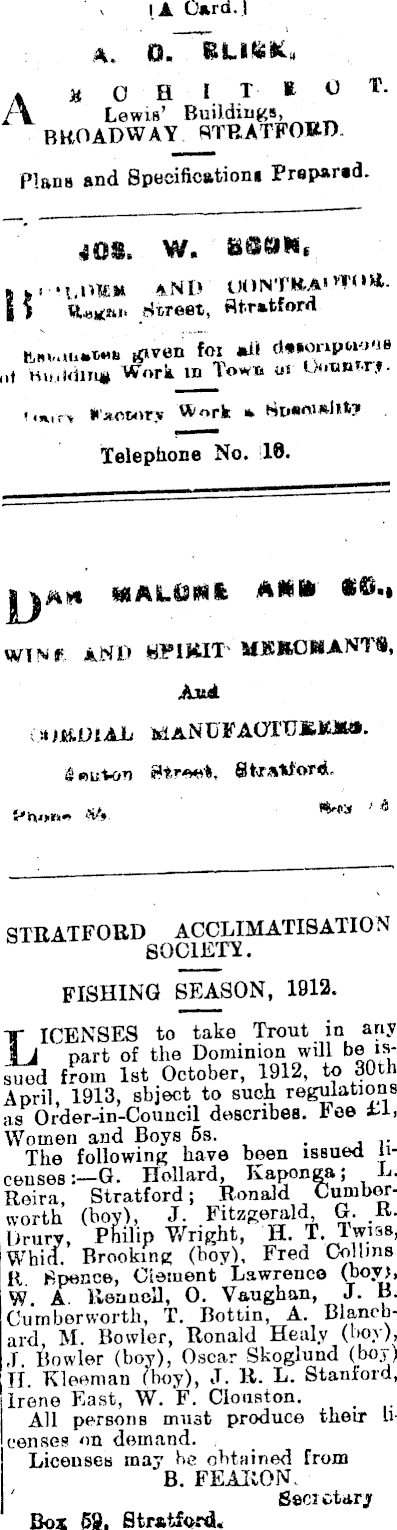 [A Card.]
A. D. BLICK,
ARCHITECT.
Lewis' Buildings,
BROADWAY STRATFORD.
Plans and Specifications Prepared.
JOS. W. BOON,
BUILDER AND CONTRACTOR.
Regan Street, Stratford
Estimates given for all descriptions
of Building Work in Town or Country.
Dairy Factory Work a Speciality
Telephone No. 18.
DAN MALONE AND CO.,
WINE AND SPIRIT MERCHANTS,
And
CORDIAL MANUFACTURERS.
Fenton Street, Stratford.
Phone
STRATFORD ACCLIMATISATION
SOCIETY.
FISHING SEASON, 1912.
LICENSES to take Trout in any
part of the Dominion will be is-
sued from 1st October, 1912, to 30th
April, 1913, sbject to such regulations
as Order-in-Council describes. Fee £1,
Women and Boys 5s.
The following have been issued li-
censes:—G. Hollard, Kaponga; L.
Reira, Stratford; Ronald Cumber-
worth (boy), J. Fitzgerald, G. R.
Drury, Philip Wright, H. T. Twiss,
Whid. Brooking (boy), Fred Collins
R. Spence, Clement Lawrence (boy),
W. A. Rennell, O. Vaughan, J. B.
Cumberworth, T. Bottin, A. Blanch-
ard, M. Bowler, Ronald Healy (boy),
J. Bowler (boy), Oscar Skoglund (boy)
H. Kleeman (boy), J. R. L. Stanford,
Irene East, W. F. Clouston.
All persons must produce their li-
censes on demand.
Licenses may be obtained from
B. FEARON,
Secretary
Box 59, Stratford.